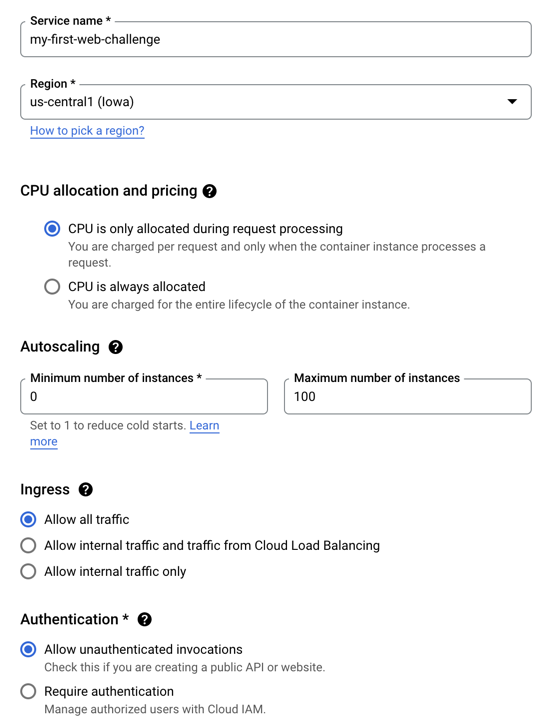 Service name *
my-first-web-challenge
Region *
us-central1 (Iowa)
How to pick a region?
CPU allocation and pricing ?
CPU is only allocated during request processing
You are charged per request and only when the container instance processes a
request.
CPU is always allocated
You are charged for the entire lifecycle of the container instance.
Autoscaling ?
Minimum number of instances *
0
Set to 1 to reduce cold starts. Learn
more
Maximum number of instances
100
Ingress ?
Allow all traffic
Allow internal traffic and traffic from Cloud Load Balancing
Allow internal traffic only
Authentication * ?
Allow unauthenticated invocations
Check this if you are creating a public API or website.
Require authentication
Manage authorized users with Cloud IAM.